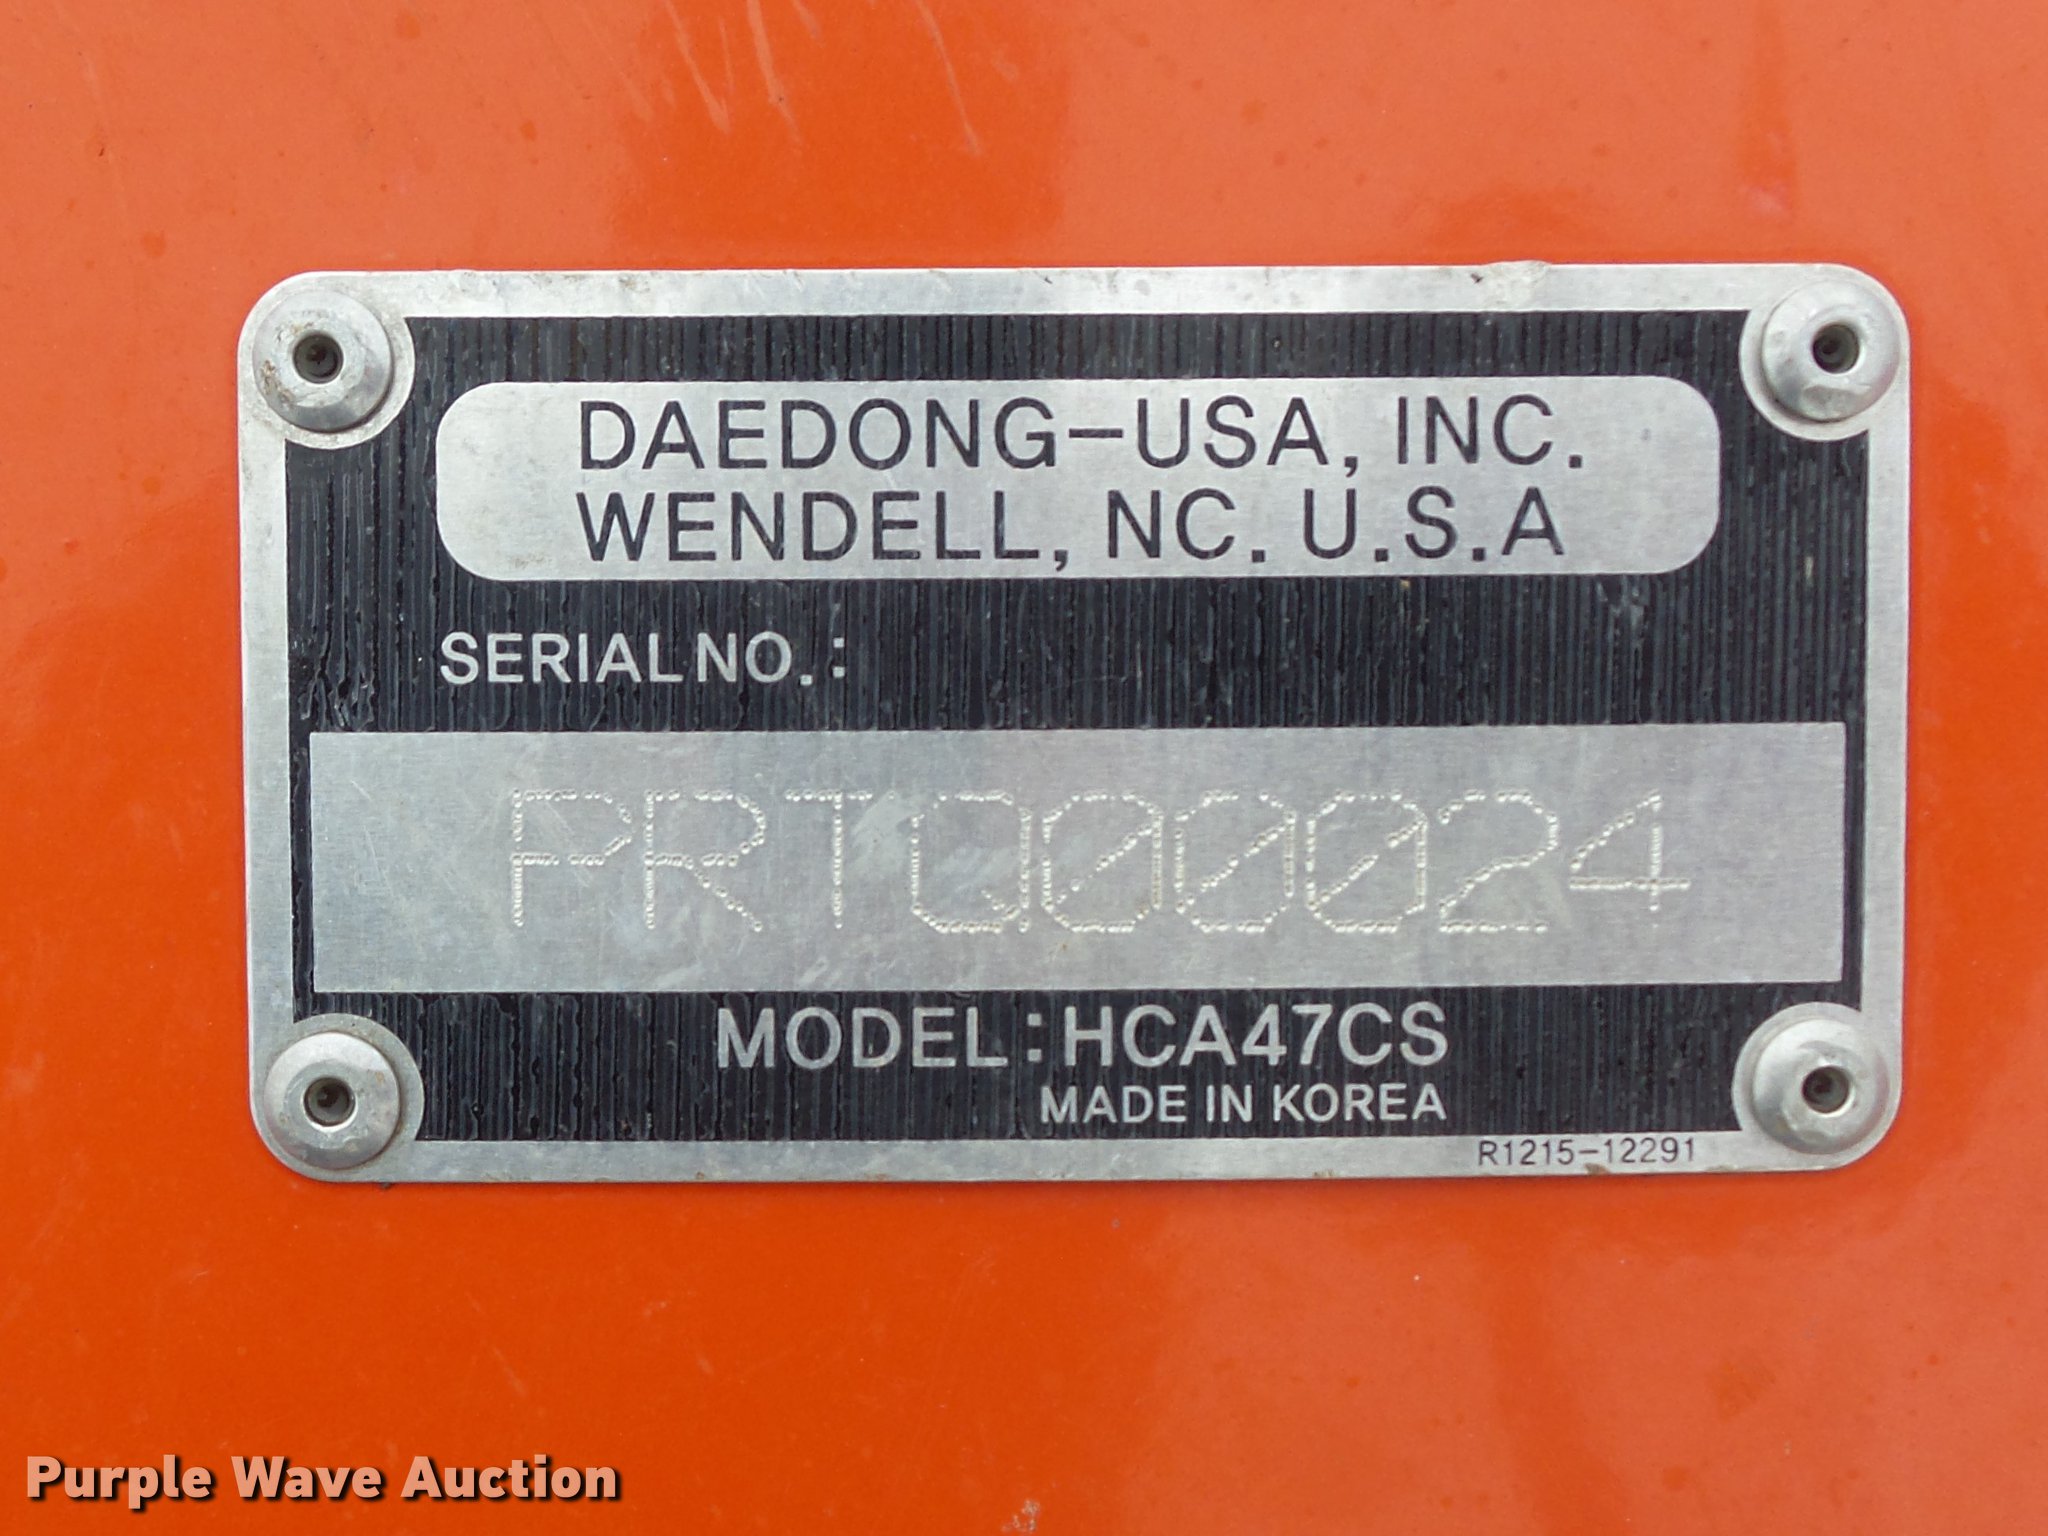 DAEDONG-USA, INC.
WENDELL, NC. U.S.A
SERIAL NO.:
PRTQ00024
MODEL:HCA47CS
MADE IN KOREA
R1215-12291
Purple Wave Auction